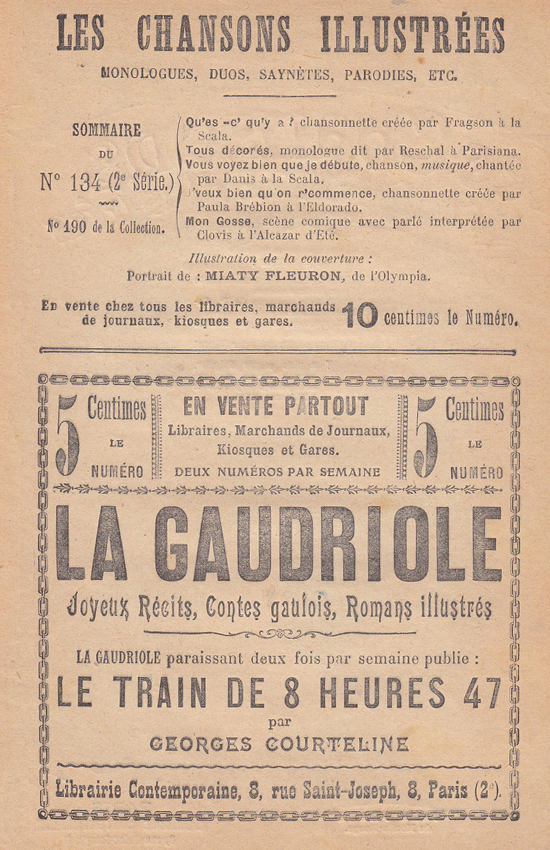 LES CHANSONS ILLUSTRÉES
MONOLOGUES, DUOS, SAYNÈTES, PARODIES, ETC.
SOMMAIRE
DU
N° 134 (2e Série.)
N° 190 de la Collection.
Qu'es -c' qu'y a ? chansonnette créée par Fragson à la
Scala.
Tous décorés, monologue dit par Reschal à Parisiana.
Vous voyez bien que je débute, chanson, musique, chantée
par Danis à la Scala.
J'veux bien qu'on r'commence, chansonnette créée par
Paula Brébion à l'Eldorado.
Mon Gosse, scène comique avec parlé interprétée par
Clovis à l'Alcazar d'Eté.
Illustration de la couverture :
Portrait de : MIATY FLEURON, de l'Olympia.
En vente chez tous les libraires, marchands
de journaux, kiosques et gares.
10 centimes le Numéro.
5 Centimes
LE
NUMÉRO
EN VENTE PARTOUT
Libraires, Marchands de Journaux,
Kiosques et Gares.
DEUX NUMÉROS PAR SEMAINE
5 Centimes
LE
NUMÉRO
LA GAUDRIOLE
Joyeux Récits, Contes gaulois, Romans illustrés
LA GAUDRIOLE paraissant deux fois par semaine publie :
LE TRAIN DE 8 HEURES 47
par
GEORGES COURTELINE
Librairie Contemporaine, 8, rue Saint-Joseph, 8, Paris (2e).